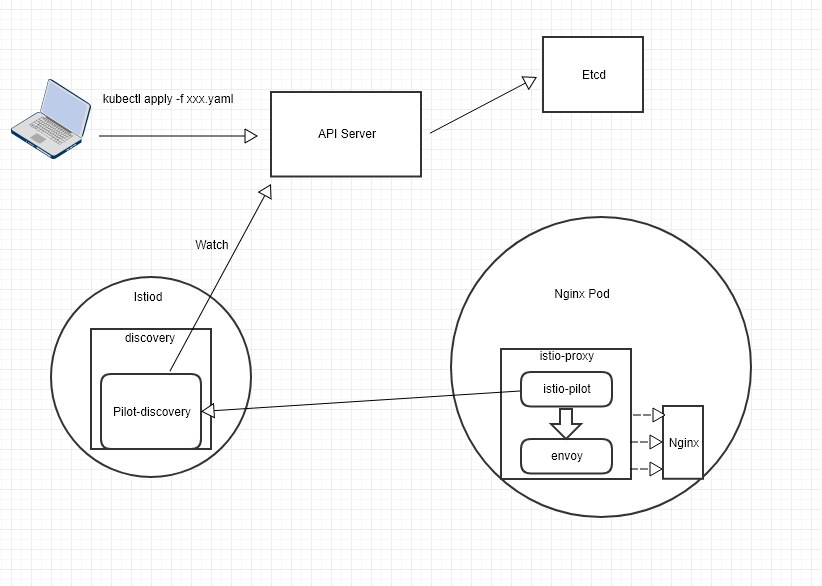 kubectl apply -f xxx.yaml
Etcd
API Server
Watch
Istiod
discovery
Pilot-discovery
Nginx Pod
istio-proxy
istio-pilot
envoy
Nginx